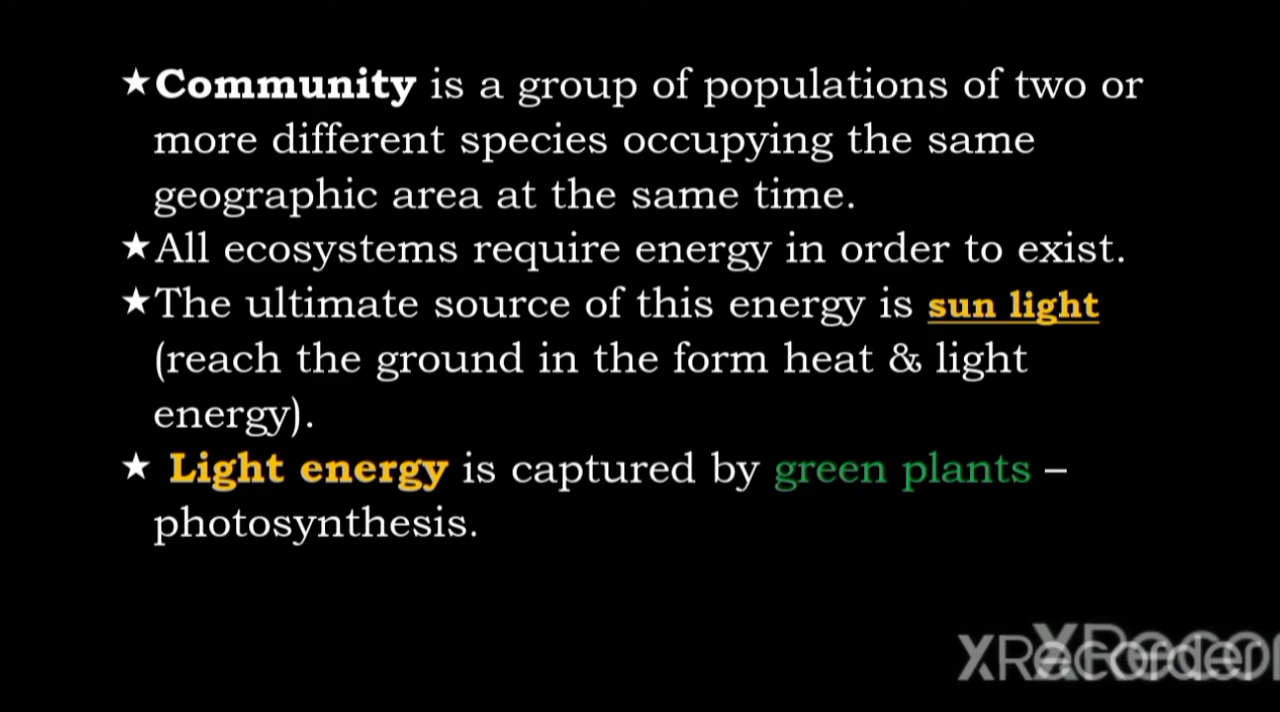 ★Community is a group of populations of two or
more different species occupying the same
geographic area at the same time.
★All ecosystems require energy in order to exist.
★The ultimate source of this energy is sun light
(reach the ground in the form heat & light
energy).
★ Light energy is captured by green plants –
photosynthesis.
XRecorder
XRecor